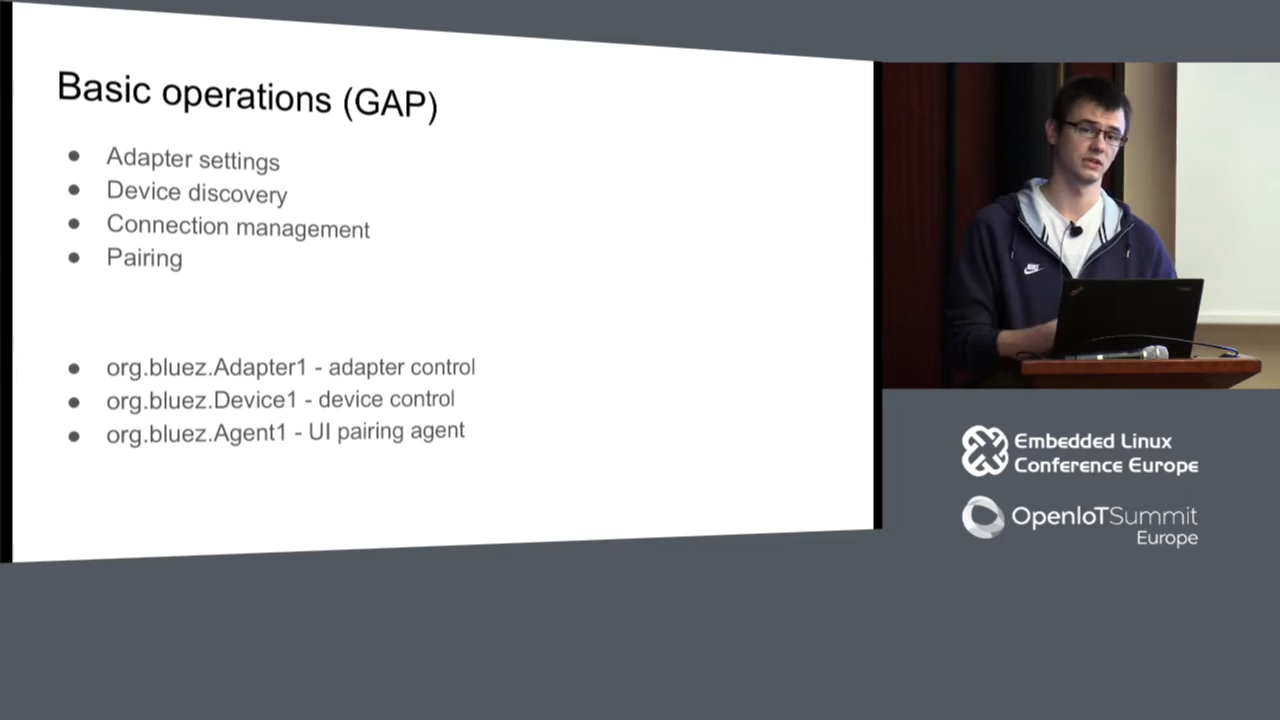 Basic operations (GAP)
● Adapter settings
● Device discovery
● Connection management
● Pairing
● org.bluez.Adapter1 - adapter control
● org.bluez.Device1 - device control
● org.bluez.Agent1 - UI pairing agent
Embedded Linux
Conference Europe
OpenIoTSummit
Europe